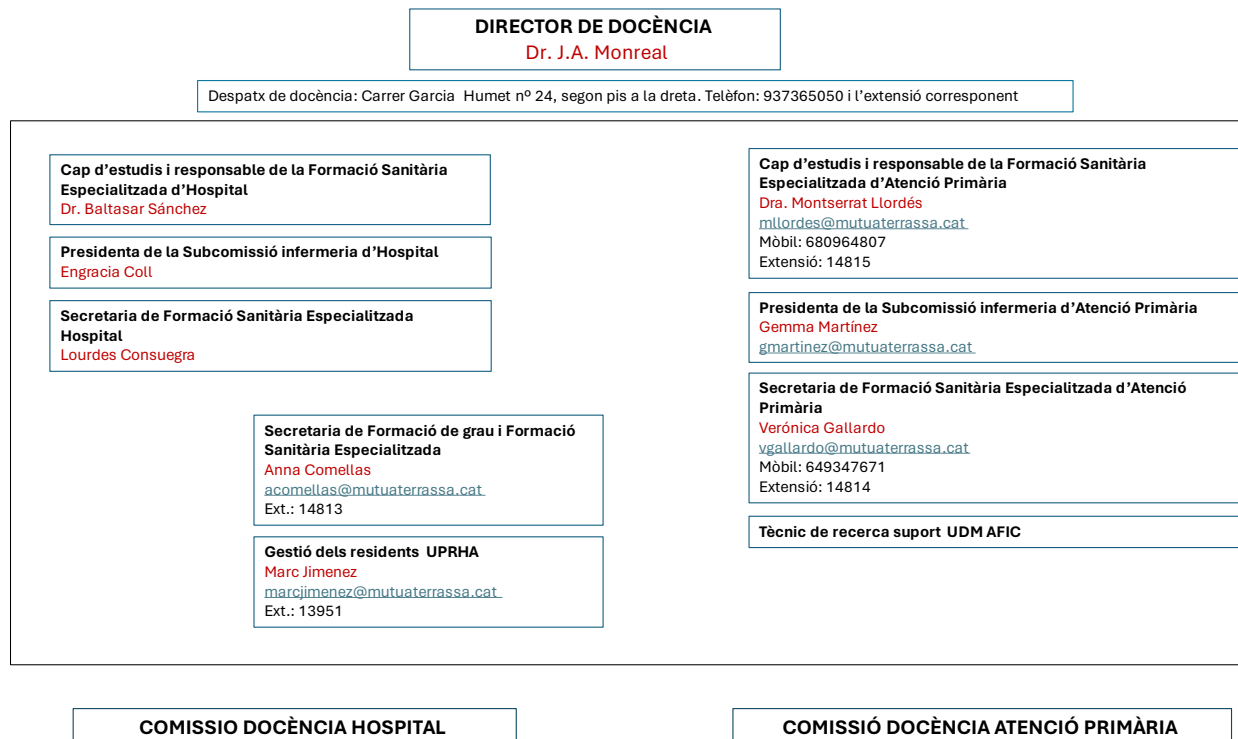 DIRECTOR DE DOCÈNCIA
Dr. J.A. Monreal
Despatx de docència: Carrer Garcia Humet nº 24, segon pis a la dreta. Telèfon: 937365050 i l’extensió corresponent
Cap d’estudis i responsable de la Formació Sanitària
Especialitzada d’Hospital
Dr. Baltasar Sánchez
Presidenta de la Subcomissió infermeria d’Hospital
Engracia Coll
Secretaria de Formació Sanitària Especialitzada
Hospital
Lourdes Consuegra
Secretaria de Formació de grau i Formació
Sanitària Especialitzada
Anna Comellas
acomellas@mutuaterrassa.cat
Ext.: 14813
Gestió dels residents UPRHA
Marc Jimenez
marcjimenez@mutuaterrassa.cat
Ext.: 13951
Cap d’estudis i responsable de la Formació Sanitària
Especialitzada d’Atenció Primària
Dra. Montserrat Llordés
mllordes@mutuaterrassa.cat
Mòbil: 680964807
Extensió: 14815
Presidenta de la Subcomissió infermeria d’Atenció Primària
Gemma Martínez
gmartinez@mutuaterrassa.cat
Secretaria de Formació Sanitària Especialitzada d’Atenció
Primària
Verónica Gallardo
vgallardo@mutuaterrassa.cat
Mòbil: 649347671
Extensió: 14814
Tècnic de recerca suport UDM AFIC
COMISSIO DOCÈNCIA HOSPITAL
COMISSIÓ DOCÈNCIA ATENCIÓ PRIMÀRIA